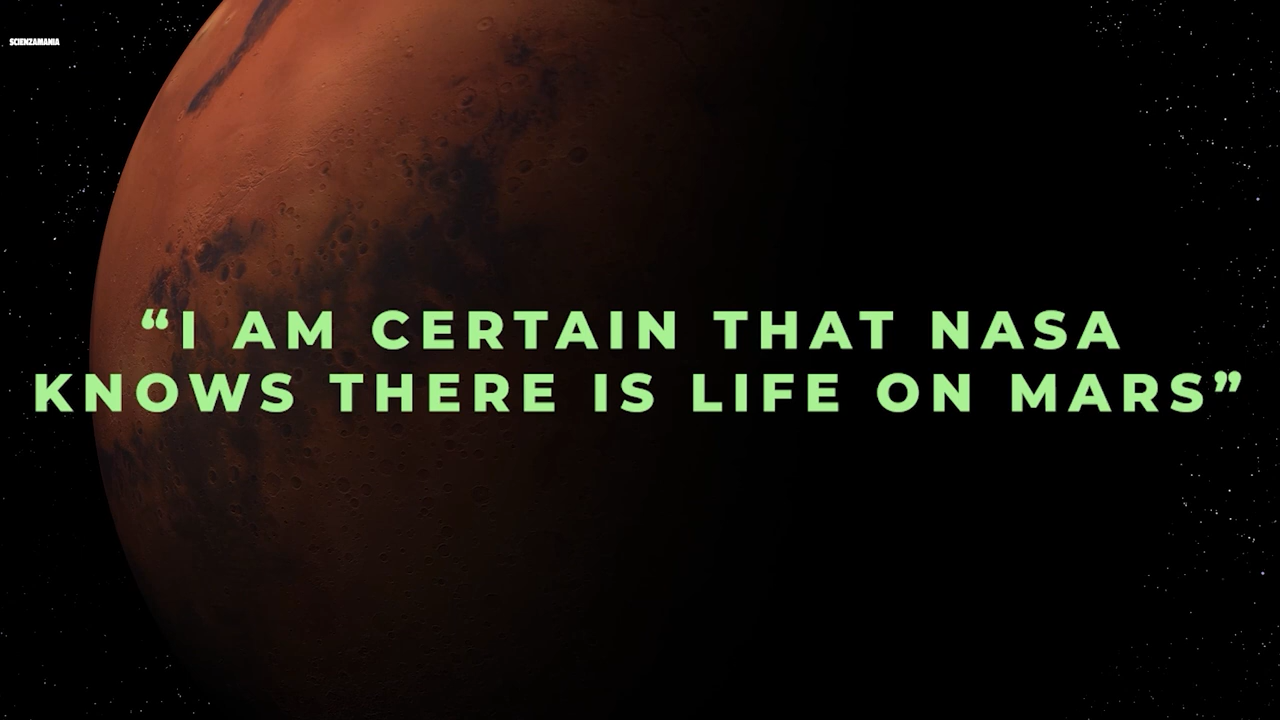 SCIENZAMANIA
“I AM CERTAIN THAT NASA
KNOWS THERE IS LIFE ON MARS”